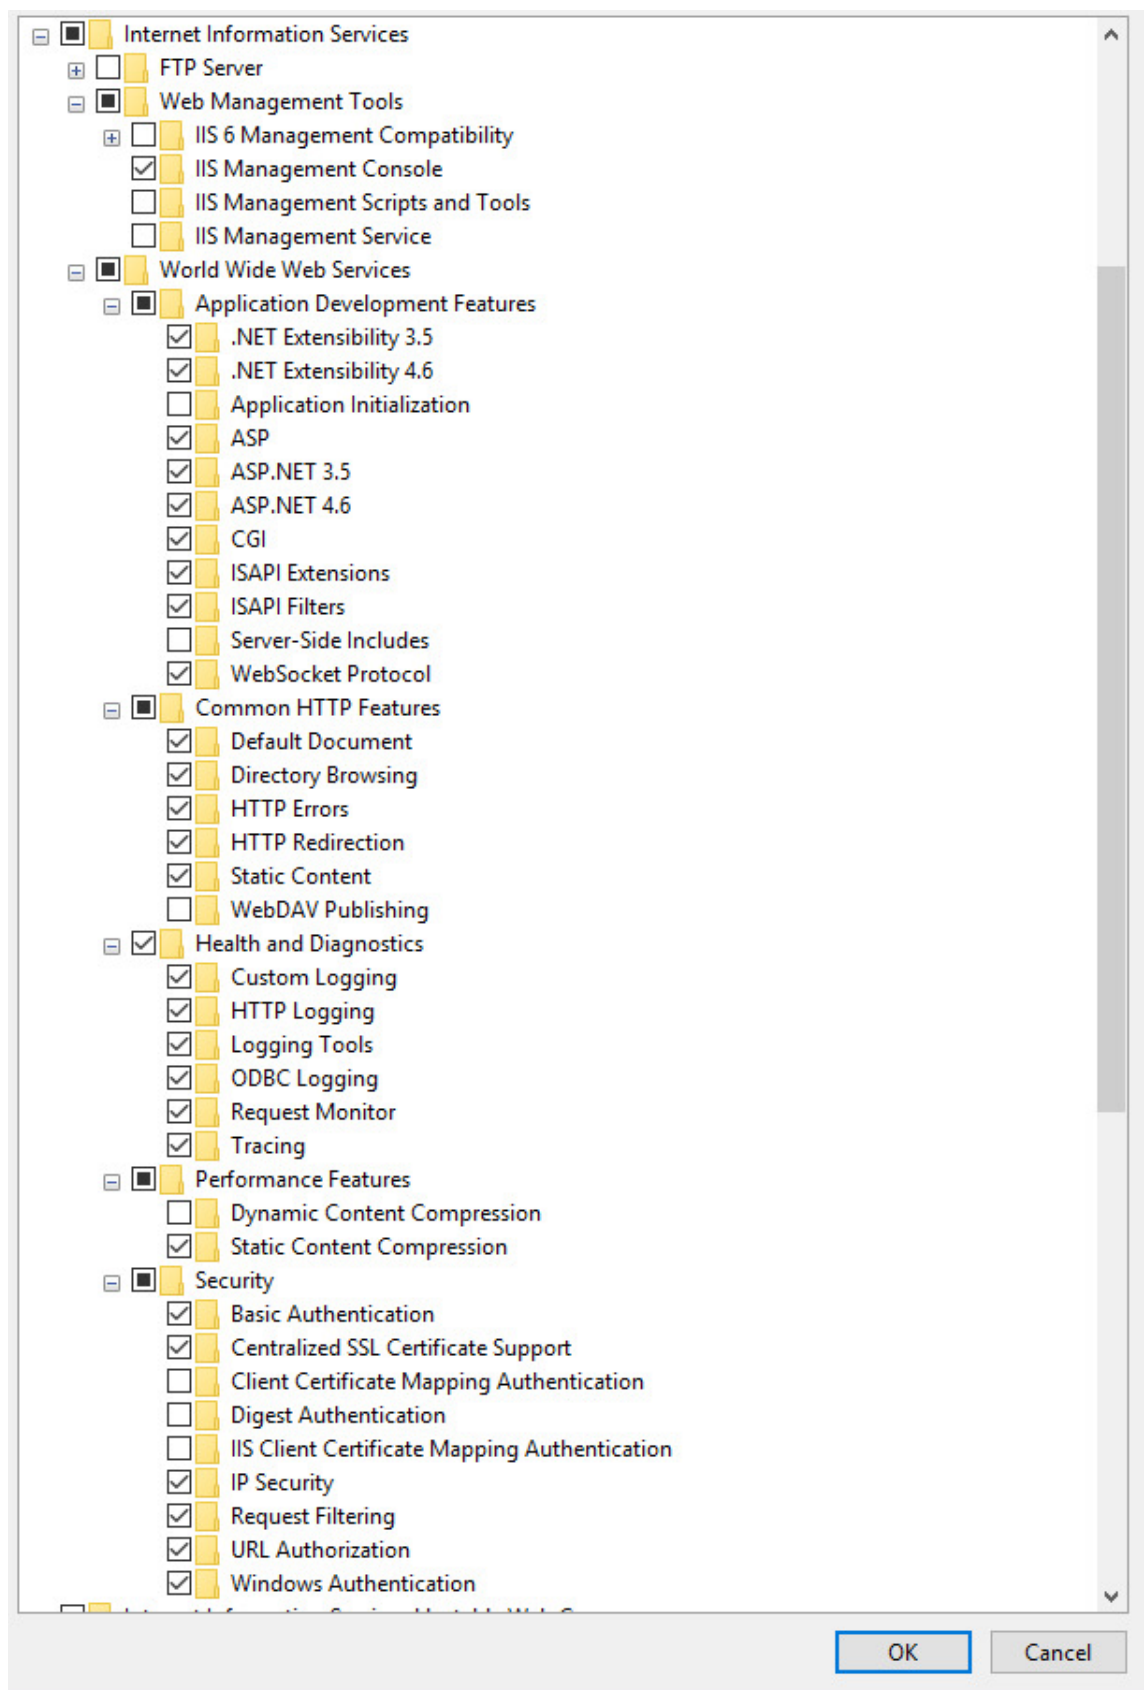 Internet Information Services
FTP Server
Web Management Tools
IIS 6 Management Compatibility
IIS Management Console
IIS Management Scripts and Tools
IIS Management Service
World Wide Web Services
Application Development Features
.NET Extensibility 3.5
.NET Extensibility 4.6
Application Initialization
ASP
ASP.NET 3.5
ASP.NET 4.6
CGI
ISAPI Extensions
ISAPI Filters
Server-Side Includes
WebSocket Protocol
Common HTTP Features
Default Document
Directory Browsing
HTTP Errors
HTTP Redirection
Static Content
WebDAV Publishing
Health and Diagnostics
Custom Logging
HTTP Logging
Logging Tools
ODBC Logging
Request Monitor
Tracing
Performance Features
Dynamic Content Compression
Static Content Compression
Security
Basic Authentication
Centralized SSL Certificate Support
Client Certificate Mapping Authentication
Digest Authentication
IIS Client Certificate Mapping Authentication
IP Security
Request Filtering
URL Authorization
Windows Authentication
OK Cancel